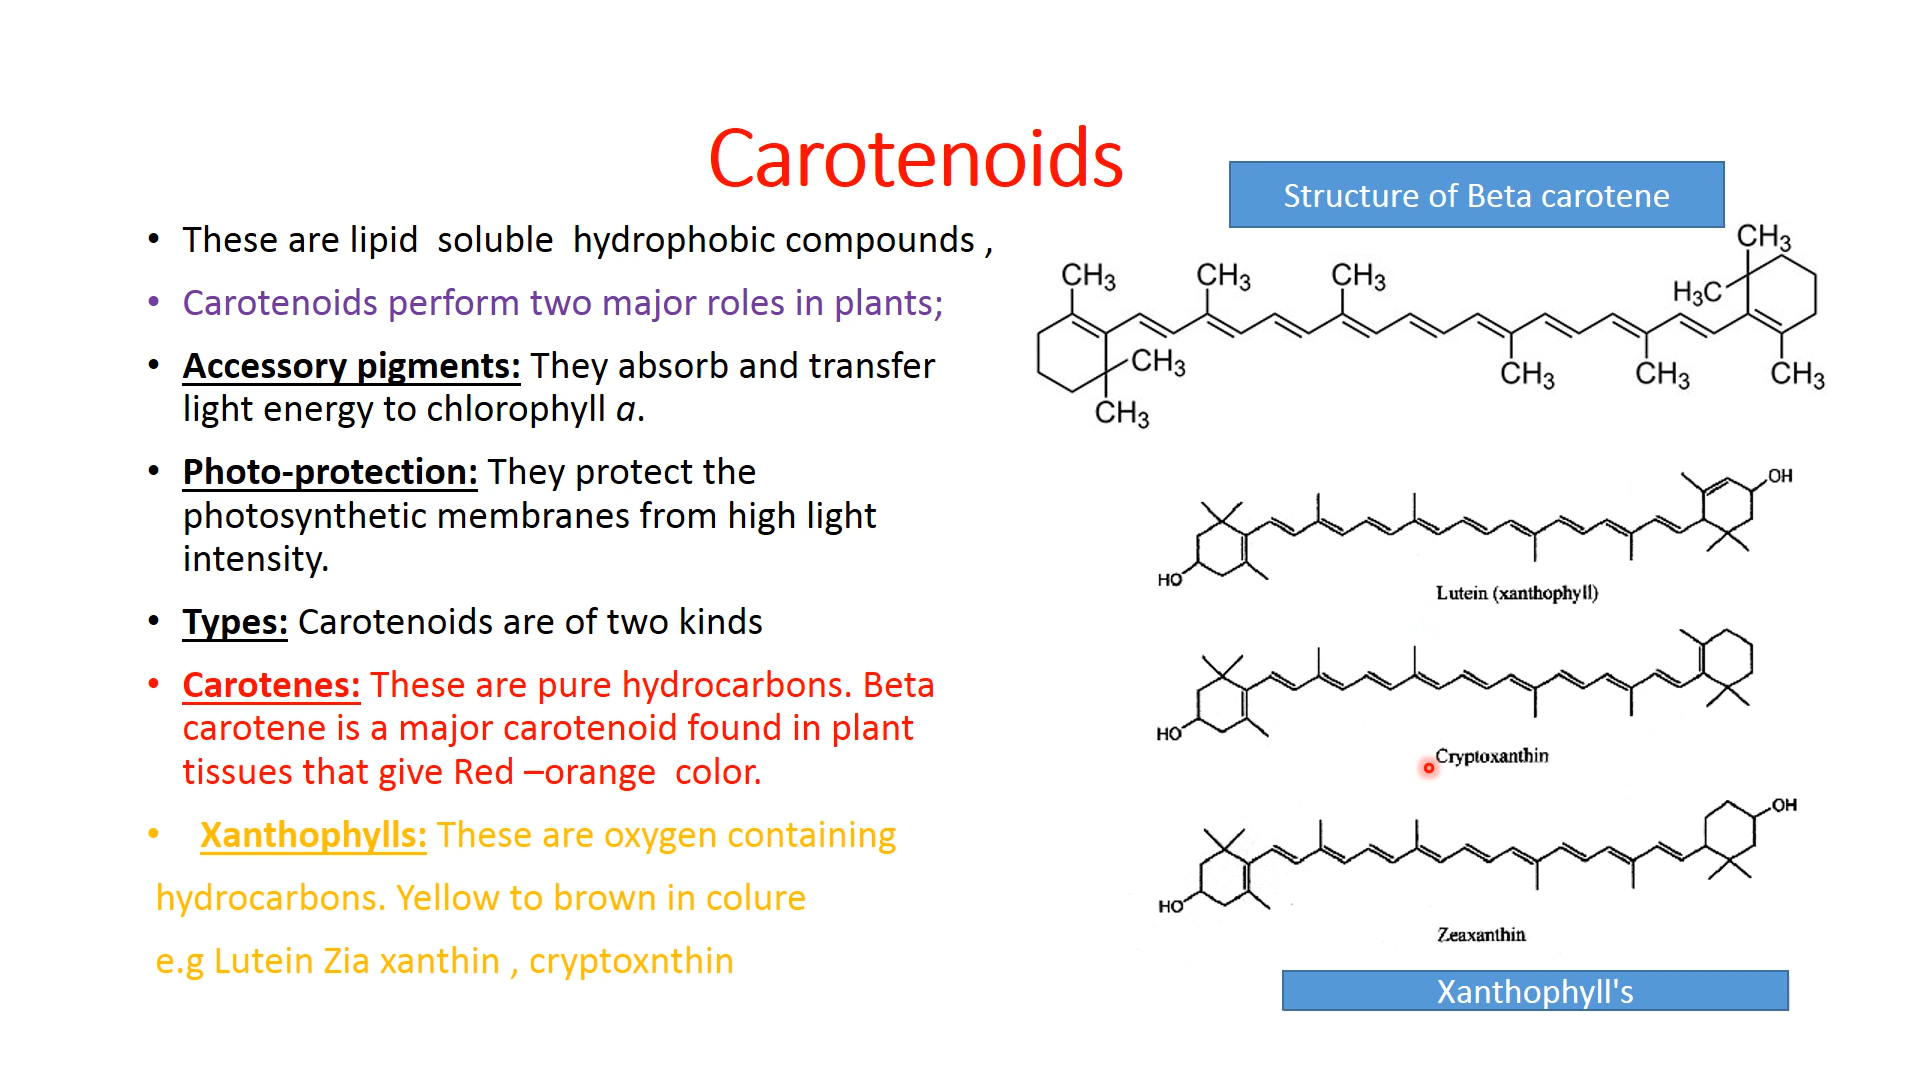 Carotenoids
• These are lipid  soluble  hydrophobic compounds ,
• Carotenoids perform two major roles in plants;
• Accessory pigments: They absorb and transfer
light energy to chlorophyll a.
• Photo-protection: They protect the
photosynthetic membranes from high light
intensity.
• Types: Carotenoids are of two kinds
• Carotenes: These are pure hydrocarbons. Beta
carotene is a major carotenoid found in plant
tissues that give Red –orange  color.
• Xanthophylls: These are oxygen containing
hydrocarbons. Yellow to brown in colure
e.g Lutein Zia xanthin , cryptoxnthin
Structure of Beta carotene
CH3
CH3 CH3 CH3 H3C
CH3 CH3 CH3 CH3
CH3
OH
HO
Lutein (xanthophyll)
HO
Cryptoxanthin
OH
HO
Zeaxanthin
Xanthophyll's